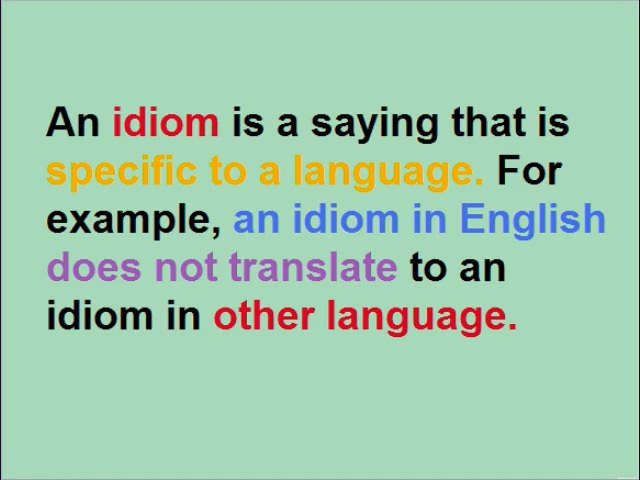 An idiom is a saying that is
specific to a language. For
example, an idiom in English
does not translate to an
idiom in other language.